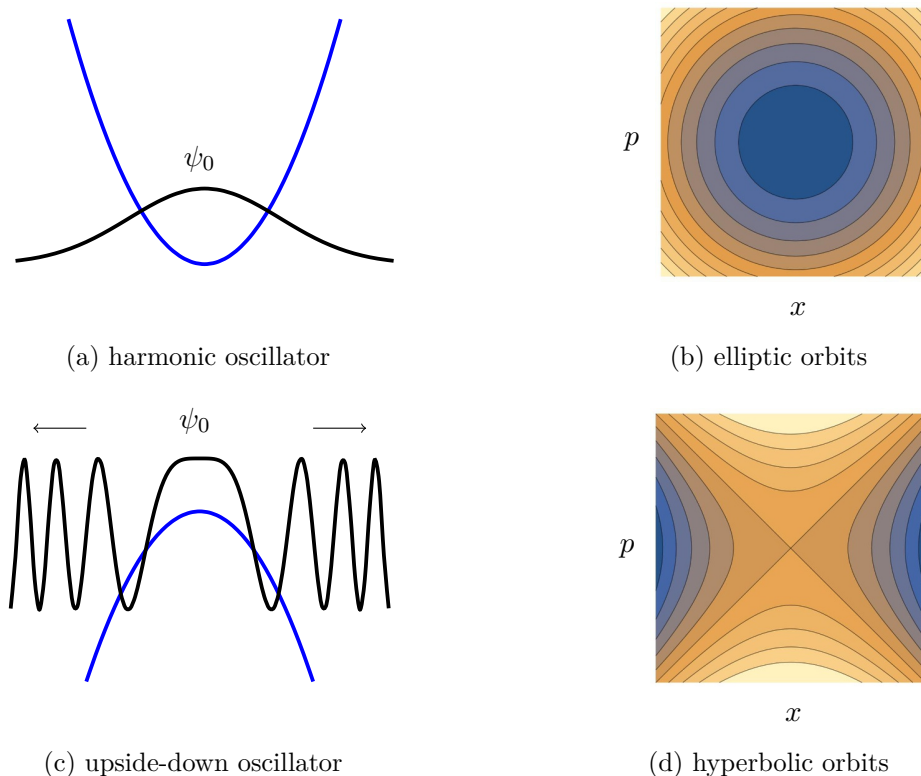 ψ₀
p
x
(a) harmonic oscillator
(b) elliptic orbits
ψ₀
p
x
(c) upside-down oscillator
(d) hyperbolic orbits